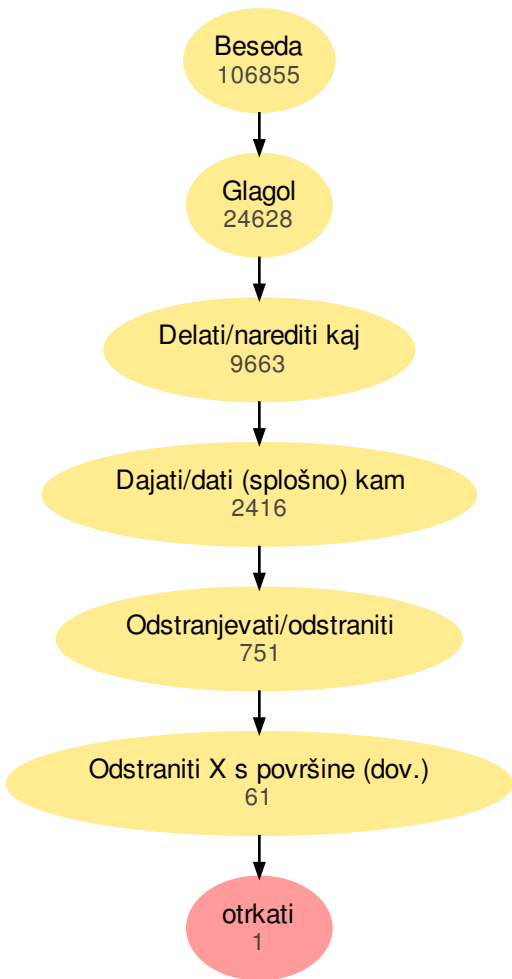 Beseda
106855
Glagol
24628
Delati/narediti kaj
9663
Dajati/dati (splošno) kam
2416
Odstranjevati/odstraniti
751
Odstraniti X s površine (dov.)
61
otrkati
1